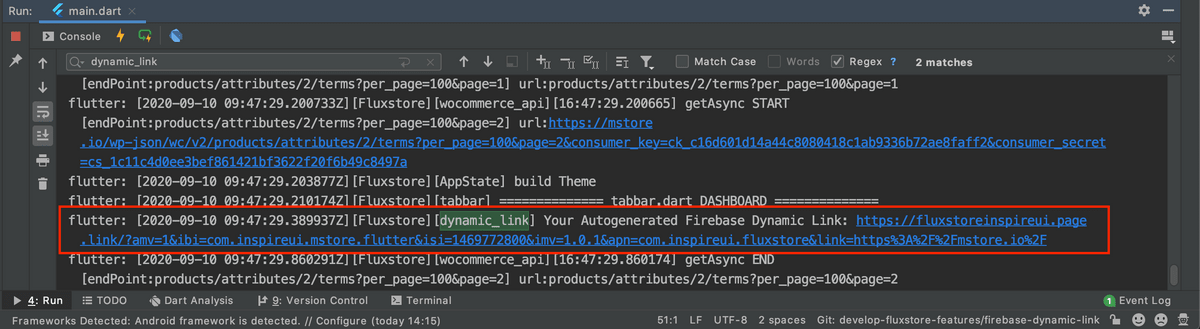 Run: main.dart
Console
dynamic_link Match Case Words Regex ? 2 matches
[endPoint:products/attributes/2/terms?per_page=100&page=1] url:products/attributes/2/terms?per_page=100&page=1
flutter: [2020-09-10 09:47:29.200733Z][Fluxstore][wocommerce_api][16:47:29.200665] getAsync START
[endPoint:products/attributes/2/terms?per_page=100&page=2] url:https://mstore
.io/wp-json/wc/v2/products/attributes/2/terms?per_page=100&page=2&consumer_key=ck_c16d601d14a44c8080418c1ab9336b72ae8faff2&consumer_secret
=cs_1c11c4d0ee3bef861421bf3622f20f6b49c8497a
flutter: [2020-09-10 09:47:29.203877Z][Fluxstore][AppState] build Theme
flutter: [2020-09-10 09:47:29.210174Z][Fluxstore][tabbar] ============== tabbar.dart DASHBOARD ==============
flutter: [2020-09-10 09:47:29.389937Z][Fluxstore][dynamic_link] Your Autogenerated Firebase Dynamic Link: https://fluxstoreinspireui.page
.link/?amv=1&ibi=com.inspireui.mstore.flutter&isi=1469772800&imv=1.0.1&apn=com.inspireui.fluxstore&link=https%3A%2F%2Fmstore.io%2F
flutter: [2020-09-10 09:47:29.860291Z][Fluxstore][wocommerce_api][16:47:29.860174] getAsync END
[endPoint:products/attributes/2/terms?per_page=100&page=2] url:products/attributes/2/terms?per_page=100&page=2
4: Run TODO Dart Analysis 9: Version Control Terminal 1 Event Log
Frameworks Detected: Android framework is detected. // Configure (today 14:15) 51:1 LF UTF-8 2 spaces Git: develop-fluxstore-features/firebase-dynamic-link